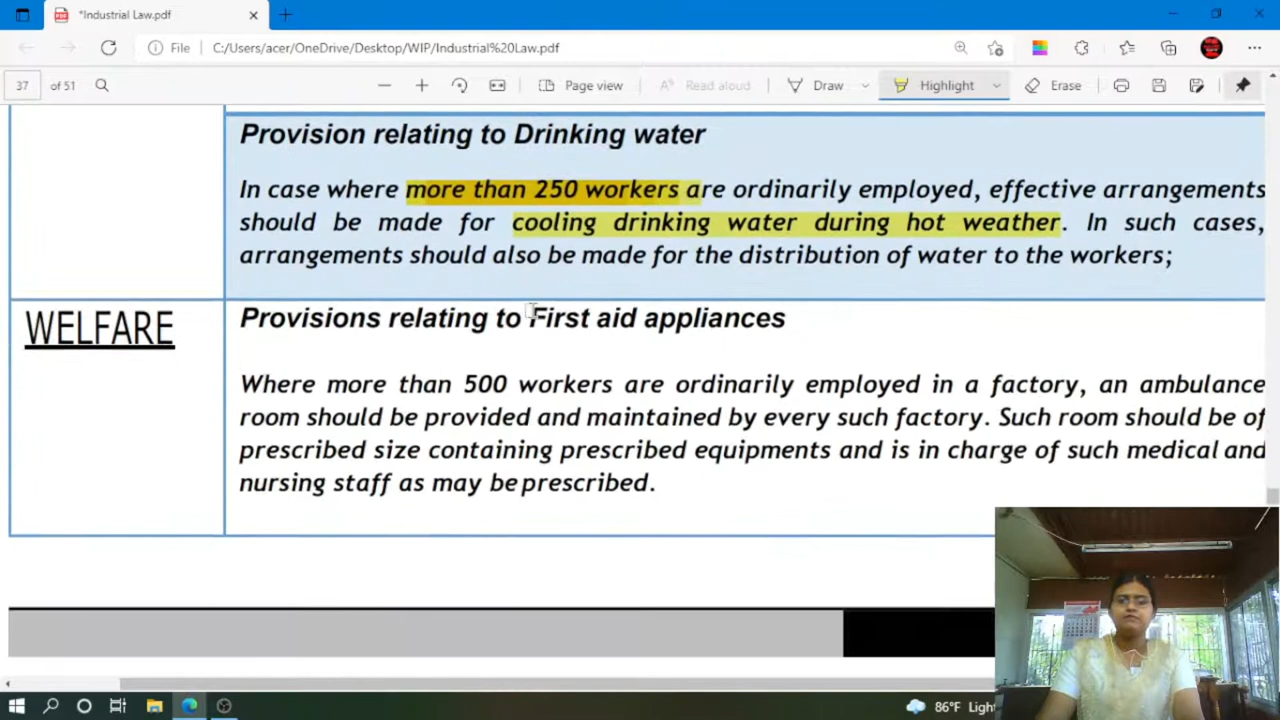 *Industrial Law.pdf
File C:/Users/acer/OneDrive/Desktop/WIP/Industrial%20Law.pdf
37 of 51 Page view Read aloud Draw Highlight Erase
Provision relating to Drinking water
In case where more than 250 workers are ordinarily employed, effective arrangements
should be made for cooling drinking water during hot weather. In such cases,
arrangements should also be made for the distribution of water to the workers;
WELFARE
Provisions relating to First aid appliances
Where more than 500 workers are ordinarily employed in a factory, an ambulance
room should be provided and maintained by every such factory. Such room should be of
prescribed size containing prescribed equipments and is in charge of such medical and
nursing staff as may be prescribed.
86°F Light